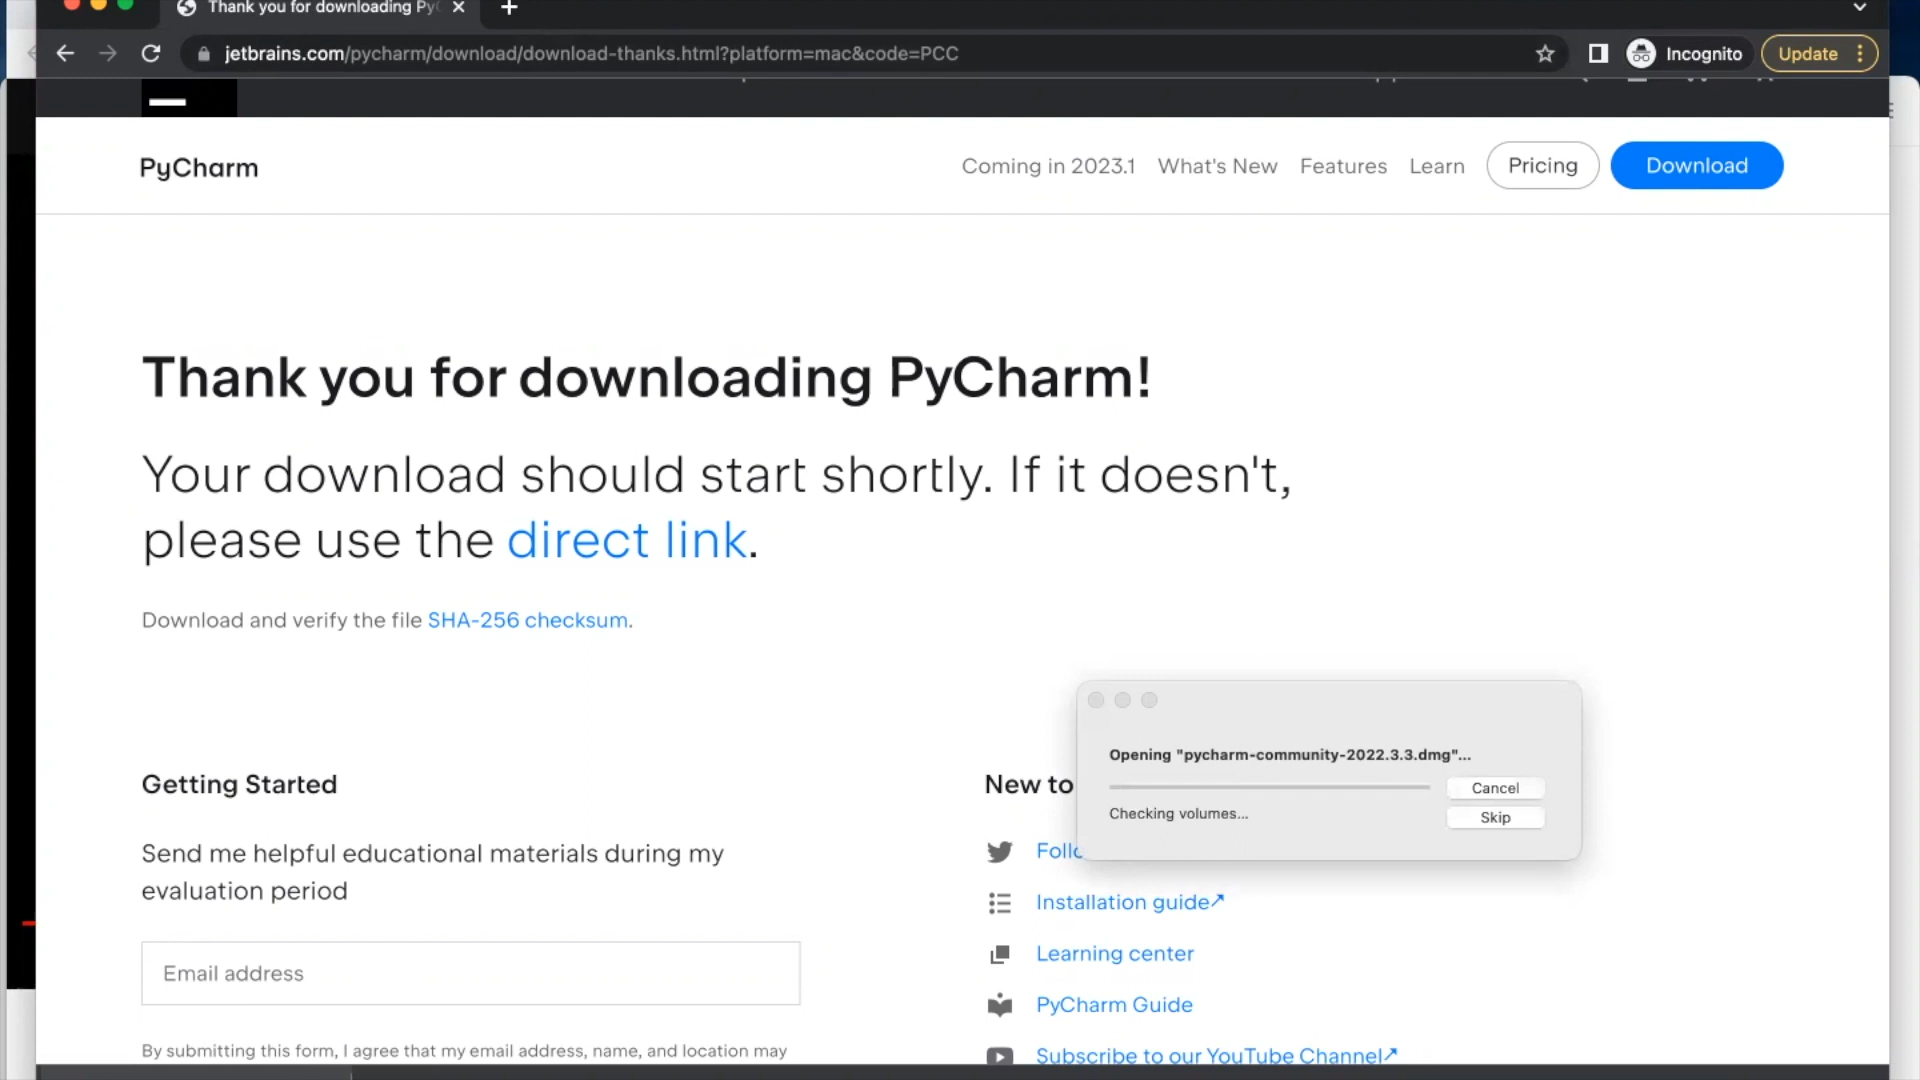 Thank you for downloading Py
jetbrains.com/pycharm/download/download-thanks.html?platform=mac&code=PCC
Incognito
Update
PyCharm
Coming in 2023.1
What's New
Features
Learn
Pricing
Download
Thank you for downloading PyCharm!
Your download should start shortly. If it doesn't,
please use the direct link.
Download and verify the file SHA-256 checksum.
Opening "pycharm-community-2022.3.3.dmg"...
Cancel
Checking volumes...
Skip
Getting Started
Send me helpful educational materials during my
evaluation period
Email address
By submitting this form, I agree that my email address, name, and location may
New to
Installation guide↗
Learning center
PyCharm Guide
Subscribe to our YouTube Channel↗